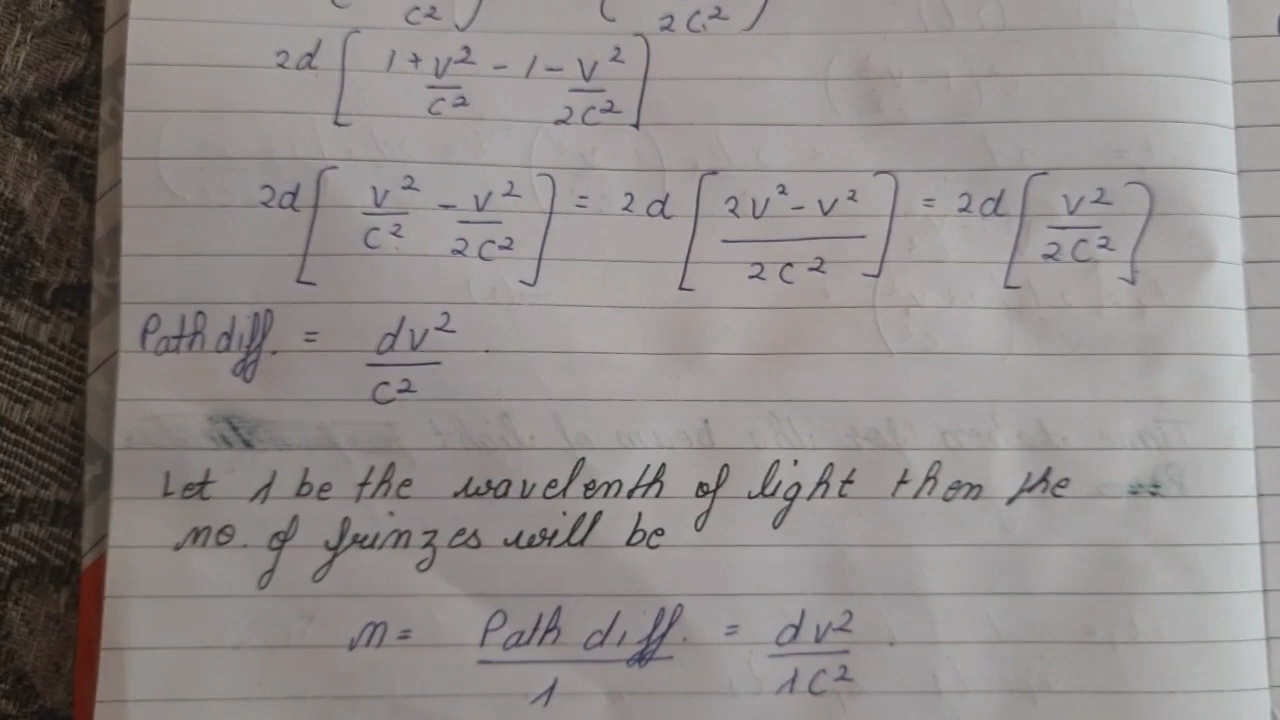 c²) ( 2c²)
2d [ 1 + v²/c² - 1 - v²/2c² ]
2d [ v²/c² - v²/2c² ] = 2d [ 2v² - v² / 2c² ] = 2d [ v²/2c² ]
Path diff. = dv²/c² .
Let λ be the wavelenth of light then the
no. of frinzes will be
n = Path diff. / λ = dv²/λc² .